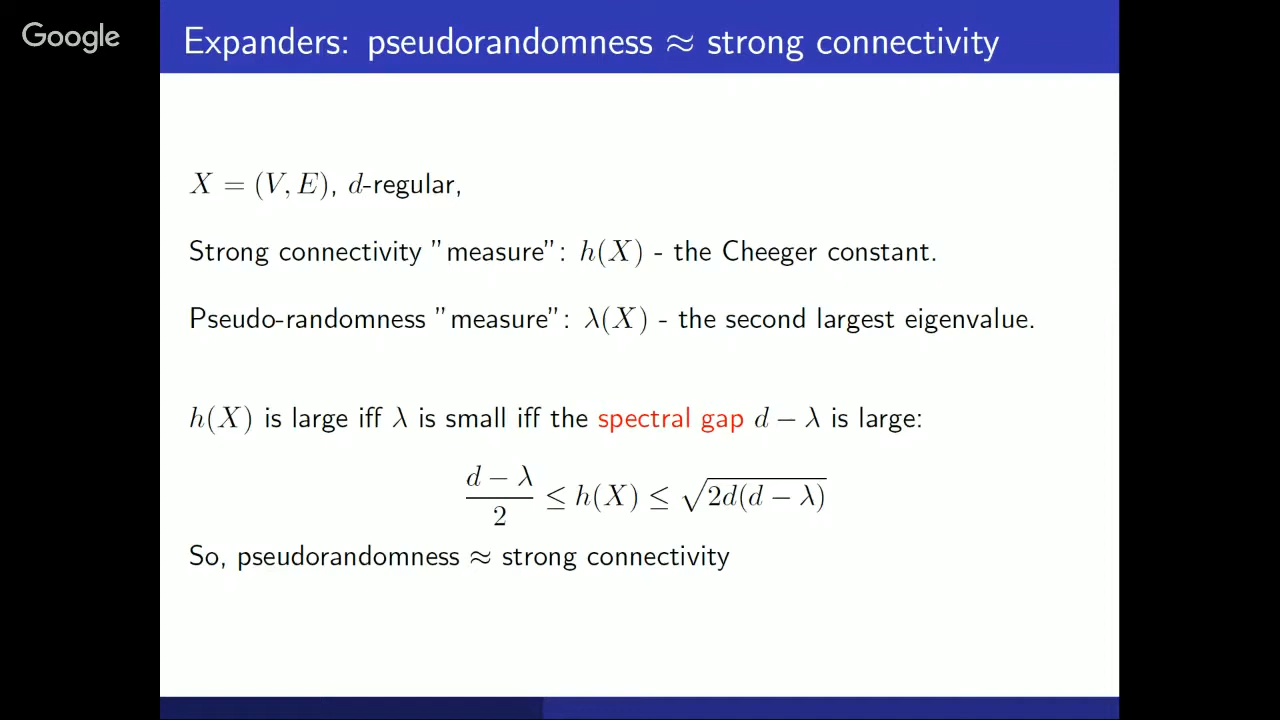 Google
Expanders: pseudorandomness ≈ strong connectivity
X = (V, E), d-regular,
Strong connectivity "measure": h(X) - the Cheeger constant.
Pseudo-randomness "measure": λ(X) - the second largest eigenvalue.
h(X) is large iff λ is small iff the spectral gap d − λ is large:
(d − λ)/2 ≤ h(X) ≤ √(2d(d − λ))
So, pseudorandomness ≈ strong connectivity